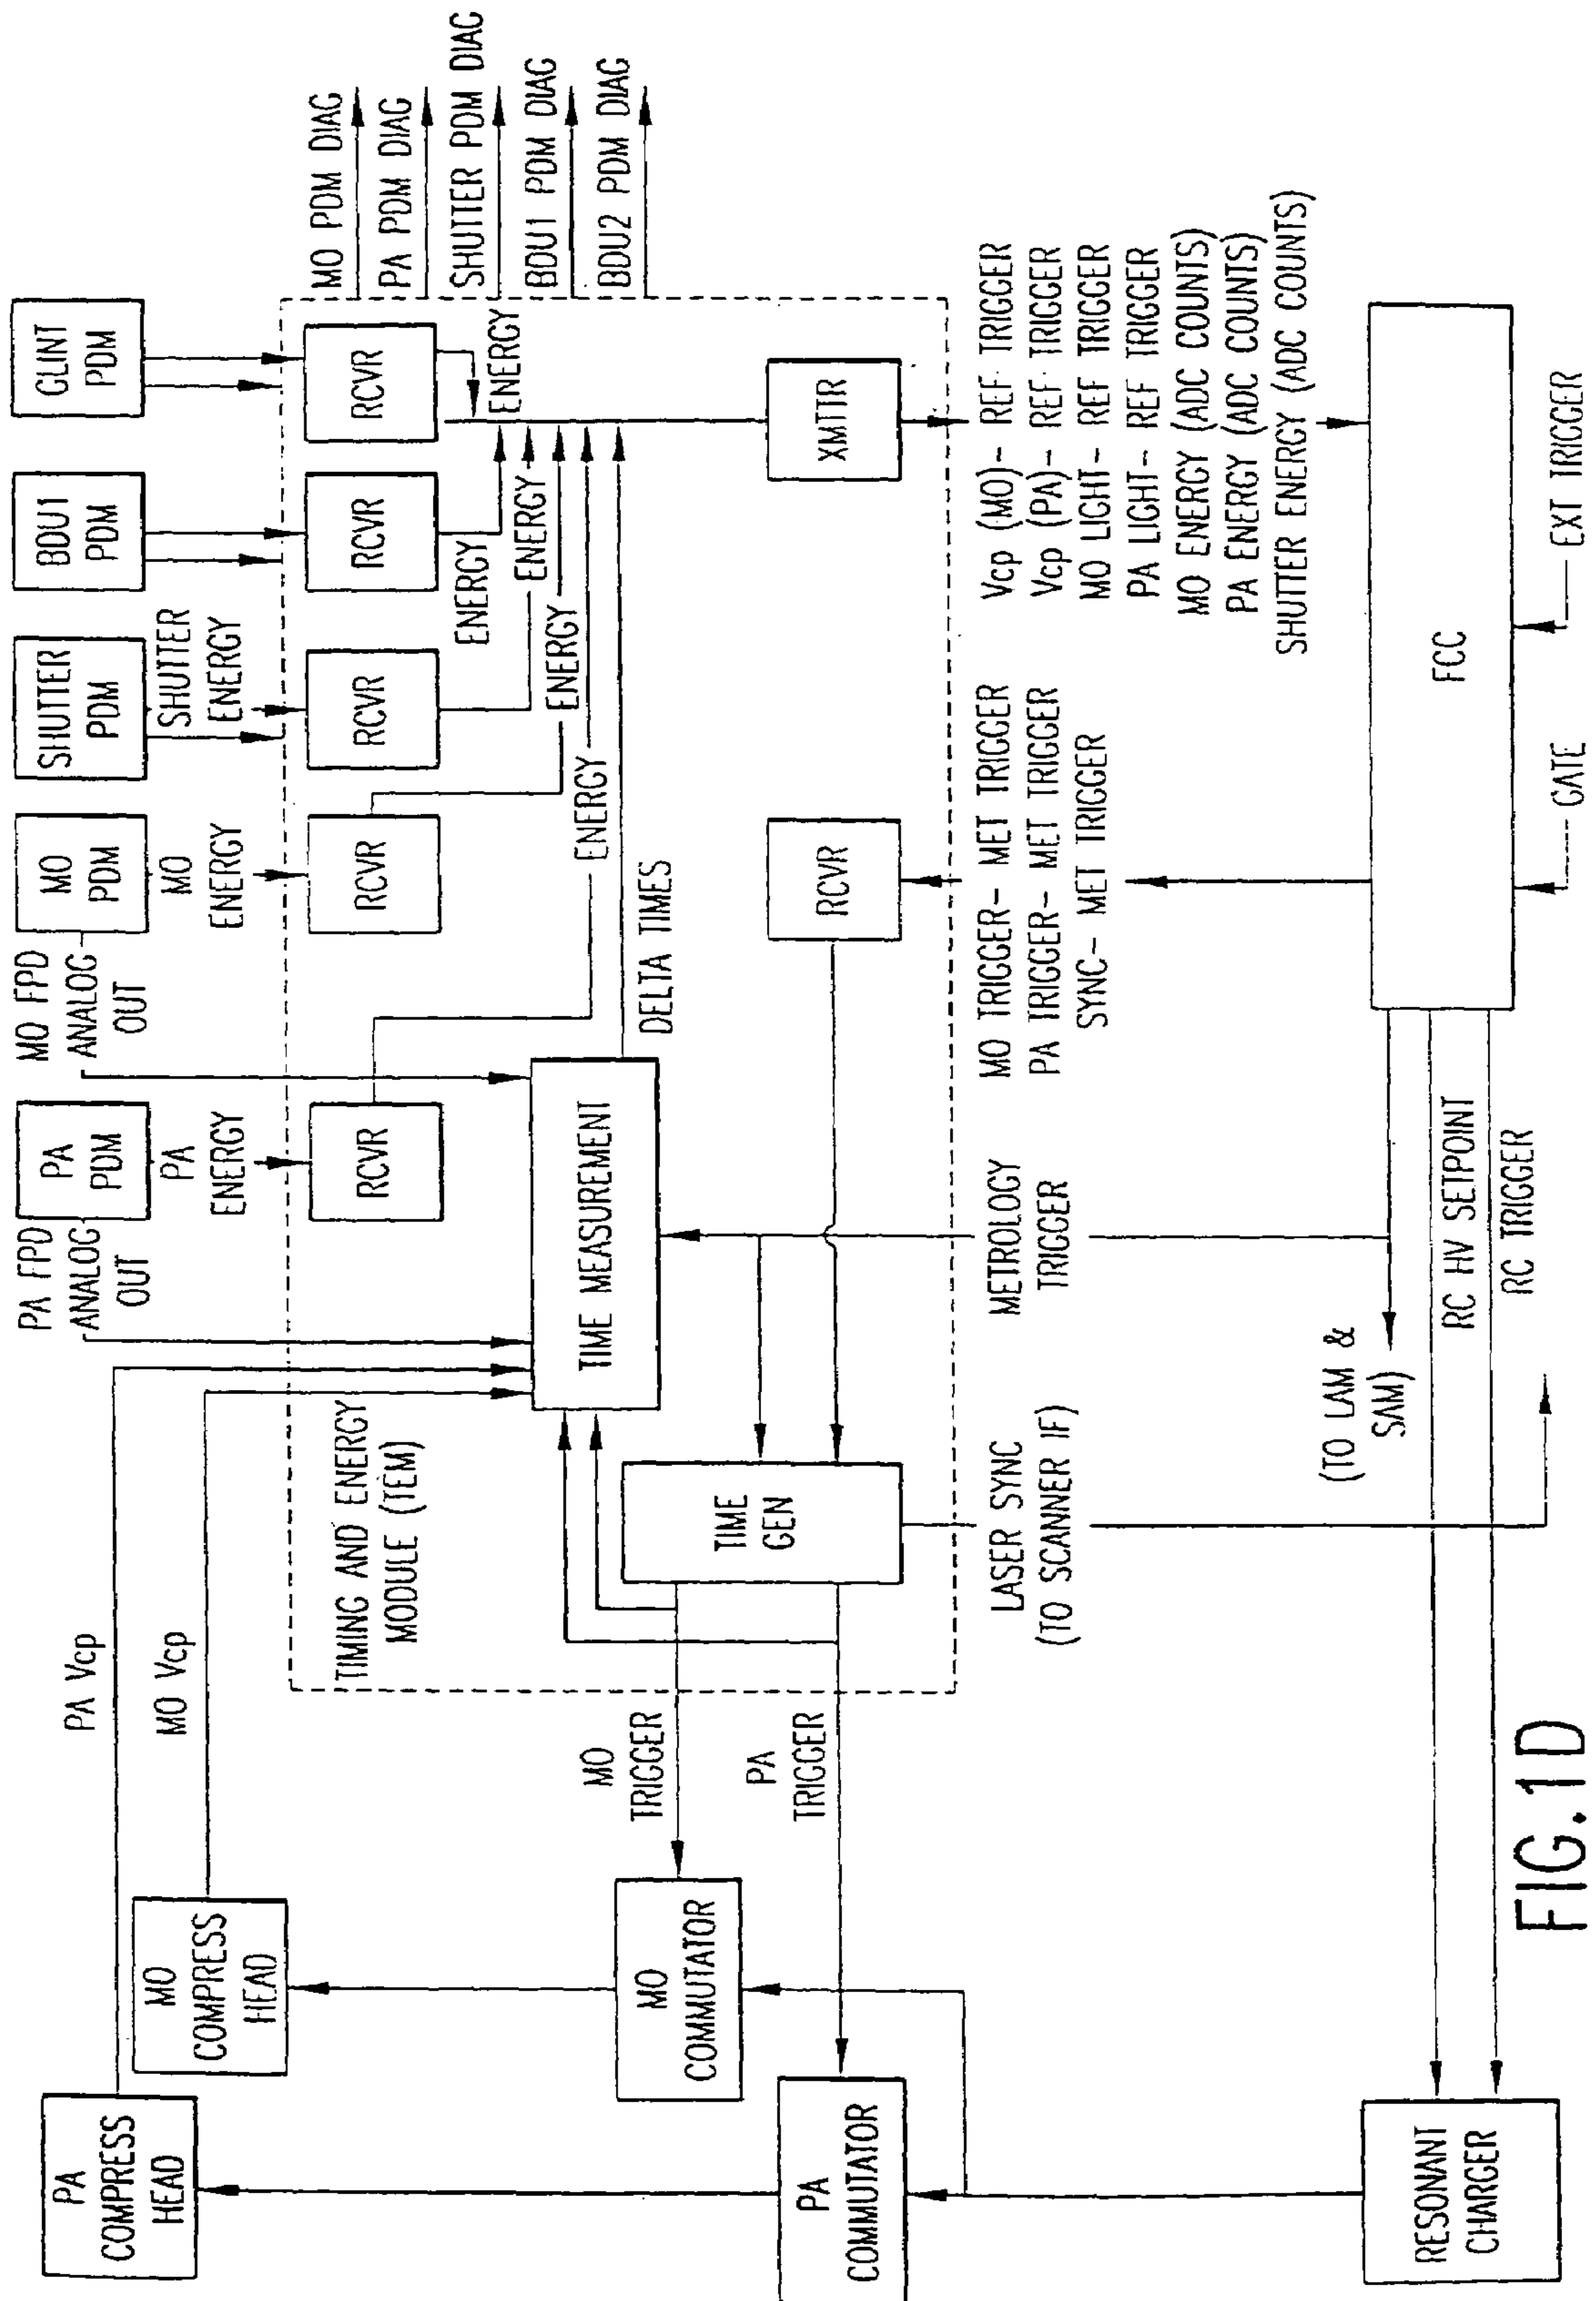 PA
COMPRESS
HEAD
MO
COMPRESS
HEAD
PA Vcp
MO Vcp
PA FPD
ANALOG
OUT
PA
PDM
PA
ENERGY
MO FPD
ANALOG
OUT
MO
PDM
MO
ENERGY
SHUTTER
PDM
SHUTTER
ENERGY
BDU1
PDM
GLINT
PDM
MO PDM DIAG
PA PDM DIAG
SHUTTER PDM DIAG
BDU1 PDM DIAG
BDU2 PDM DIAG
TIMING AND ENERGY
MODULE (TEM)
RCVR
RCVR
RCVR
RCVR
RCVR
ENERGY
ENERGY
ENERGY
ENERGY
ENERGY
TIME MEASUREMENT
DELTA TIMES
MO
TRIGGER
PA
TRIGGER
TIME
GEN
RCVR
XMTTR
MO
COMMUTATOR
PA
COMMUTATOR
LASER SYNC
(TO SCANNER IF)
METROLOGY
TRIGGER
MO TRIGGER- MET TRIGGER
PA TRIGGER- MET TRIGGER
SYNC- MET TRIGGER
Vcp (MO)- REF TRIGGER
Vcp (PA)- REF TRIGGER
MO LIGHT- REF TRIGGER
PA LIGHT- REF TRIGGER
MO ENERGY (ADC COUNTS)
PA ENERGY (ADC COUNTS)
SHUTTER ENERGY (ADC COUNTS)
(TO LAM &
SAM)
RC HV SETPOINT
RC TRIGGER
RESONANT
CHARGER
FCC
GATE
EXT TRIGGER
FIG.1D